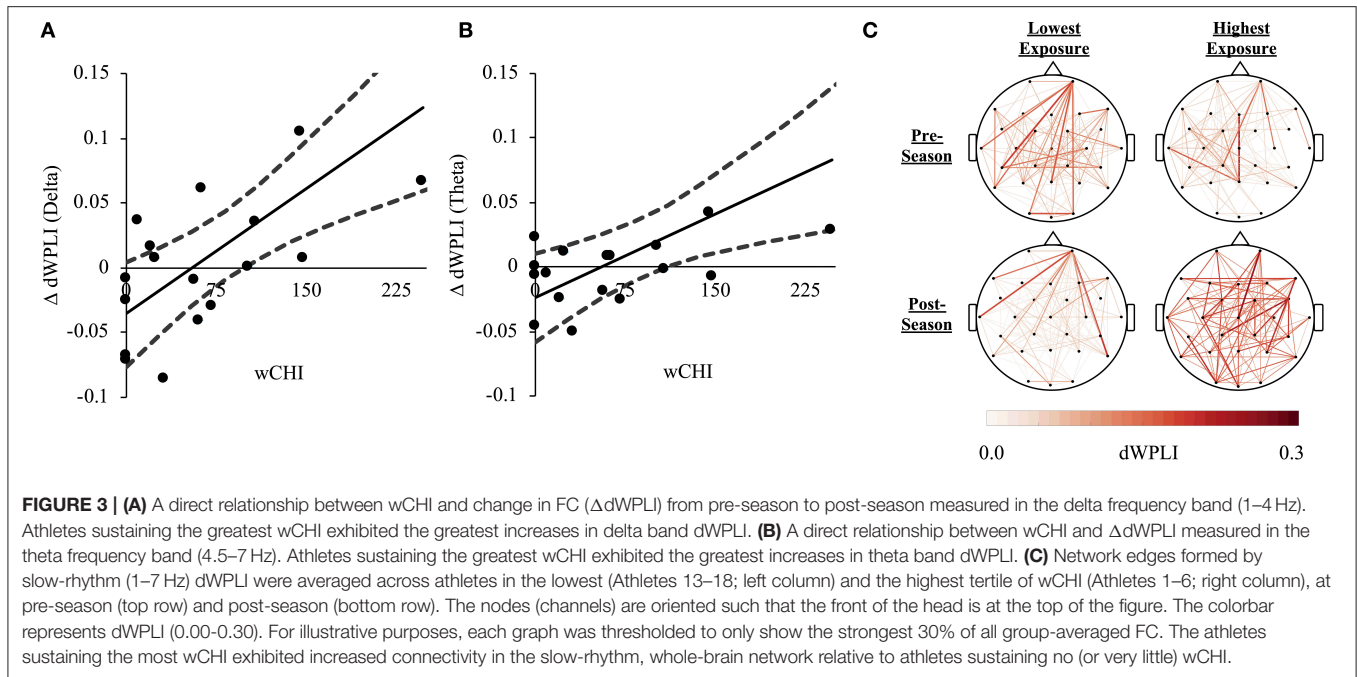 A
Δ dWPLI (Delta)
0.15
0.1
0.05
0
-0.05
-0.1
0
75
150
225
wCHI
B
Δ dWPLI (Theta)
0.15
0.1
0.05
0
-0.05
-0.1
0
75
150
225
wCHI
C
Lowest
Exposure
Highest
Exposure
Pre-
Season
Post-
Season
0.0
dWPLI
0.3
FIGURE 3 | (A) A direct relationship between wCHI and change in FC (ΔdWPLI) from pre-season to post-season measured in the delta frequency band (1–4 Hz).
Athletes sustaining the greatest wCHI exhibited the greatest increases in delta band dWPLI. (B) A direct relationship between wCHI and ΔdWPLI measured in the
theta frequency band (4.5–7 Hz). Athletes sustaining the greatest wCHI exhibited the greatest increases in theta band dWPLI. (C) Network edges formed by
slow-rhythm (1–7 Hz) dWPLI were averaged across athletes in the lowest (Athletes 13–18; left column) and the highest tertile of wCHI (Athletes 1–6; right column), at
pre-season (top row) and post-season (bottom row). The nodes (channels) are oriented such that the front of the head is at the top of the figure. The colorbar
represents dWPLI (0.00-0.30). For illustrative purposes, each graph was thresholded to only show the strongest 30% of all group-averaged FC. The athletes
sustaining the most wCHI exhibited increased connectivity in the slow-rhythm, whole-brain network relative to athletes sustaining no (or very little) wCHI.